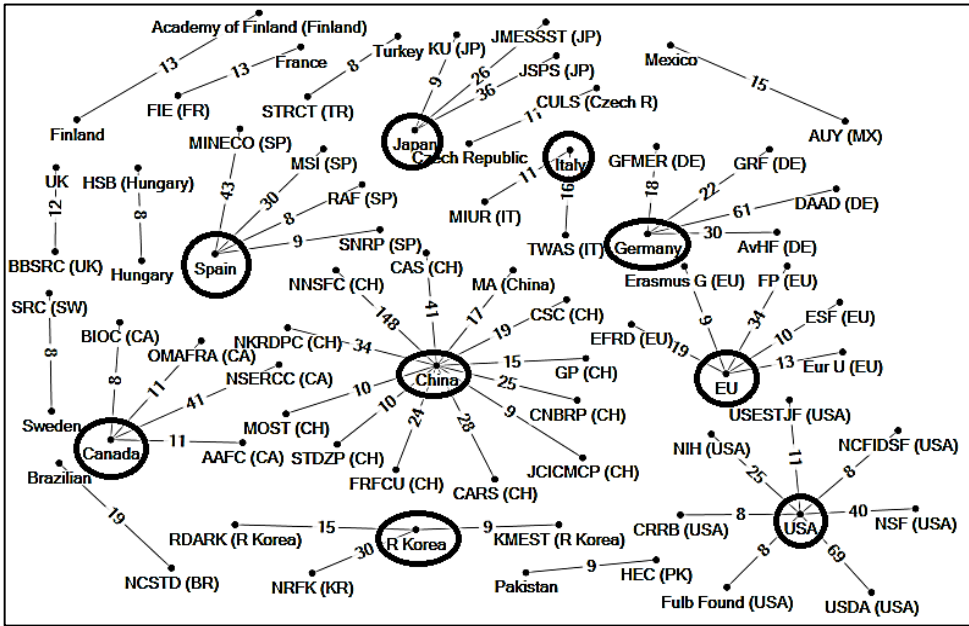 Academy of Finland (Finland)
13
Finland
13
France
FIE (FR)
Turkey
8
STRCT (TR)
KU (JP)
9
JMESSST (JP)
26
JSPS (JP)
36
Japan
CULS (Czech R)
11
Czech Republic
Mexico
15
AUY (MX)
MINECO (SP)
43
MSI (SP)
30
RAF (SP)
8
SNRP (SP)
9
Spain
UK
12
BBSRC (UK)
HSB (Hungary)
8
Hungary
Italy
11
MIUR (IT)
16
TWAS (IT)
GFMER (DE)
18
GRF (DE)
22
DAAD (DE)
61
AvHF (DE)
30
Germany
Erasmus G (EU)
9
FP (EU)
34
ESF (EU)
10
Eur U (EU)
13
EFRD (EU)
19
EU
SRC (SW)
8
Sweden
BIOC (CA)
8
OMAFRA (CA)
11
NSERCC (CA)
41
AAFC (CA)
11
Canada
NNSFC (CH)
148
CAS (CH)
41
MA (China)
17
CSC (CH)
19
GP (CH)
15
CNBRP (CH)
25
JCICMCP (CH)
9
CARS (CH)
28
FRFCU (CH)
24
STDZP (CH)
10
MOST (CH)
10
NKRDPC (CH)
34
China
Brazilian
19
NCSTD (BR)
RDARK (R Korea)
15
R Korea
9
KMEST (R Korea)
30
NRFK (KR)
Pakistan
9
HEC (PK)
USESTJF (USA)
11
NIH (USA)
25
NCFIDSF (USA)
8
CRRB (USA)
8
USA
40
NSF (USA)
8
Fulb Found (USA)
69
USDA (USA)